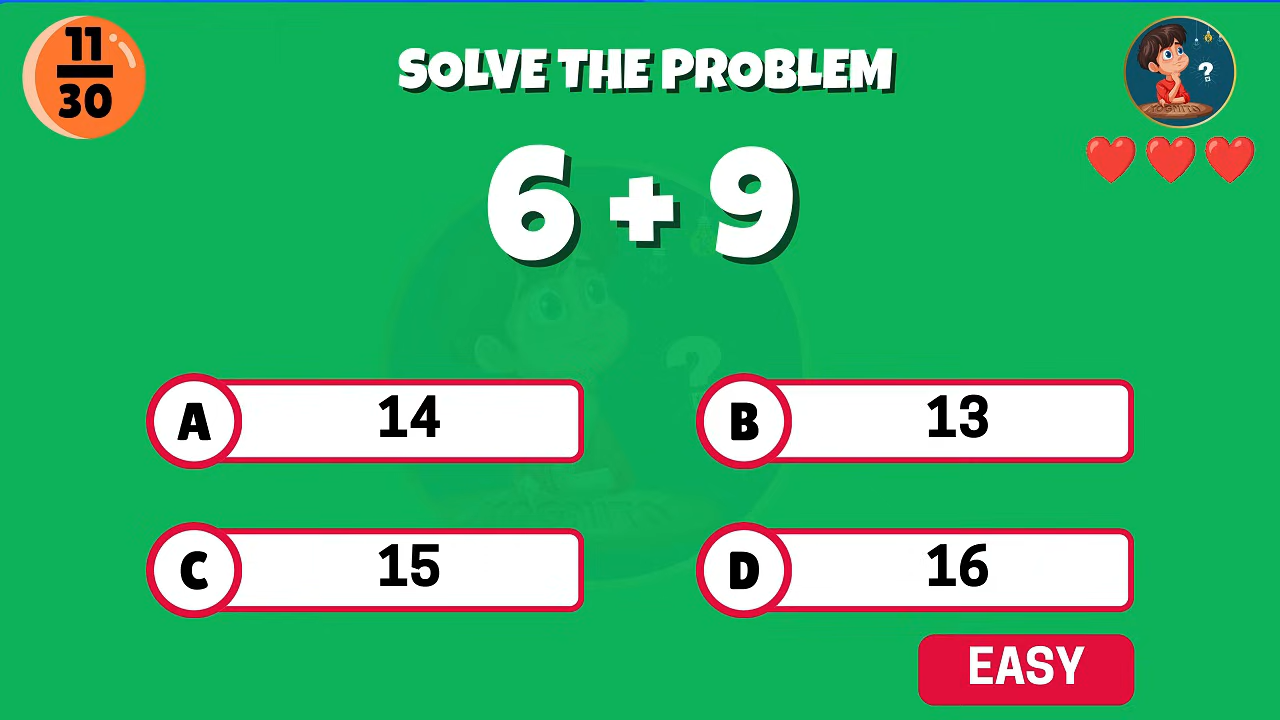 11
30
SOLVE THE PROBLEM
?
6 + 9
A 14
B 13
C 15
D 16
EASY